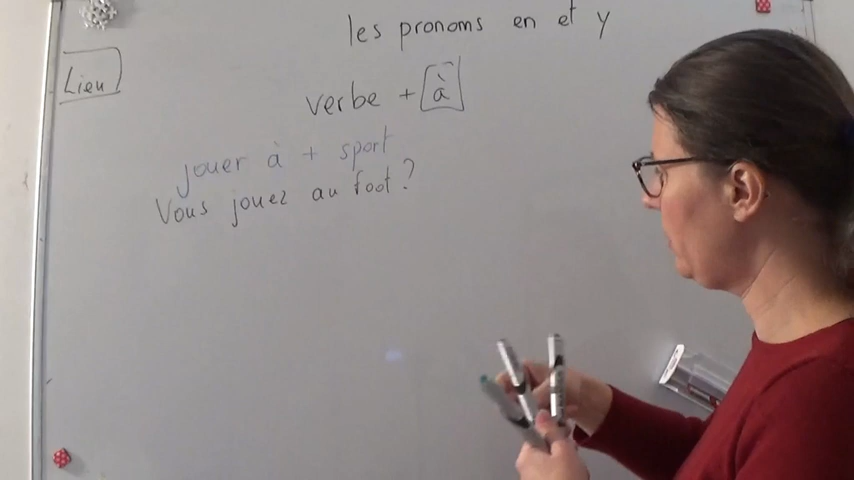 les pronoms en et y
Lieu
verbe + à
jouer à + sport
Vous jouez au foot ?